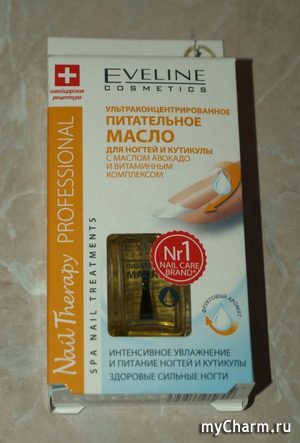 швейцарская
рецептура
EVELINE
COSMETICS
УЛЬТРАКОНЦЕНТРИРОВАННОЕ
ПИТАТЕЛЬНОЕ
МАСЛО
ДЛЯ НОГТЕЙ И КУТИКУЛЫ
С МАСЛОМ АВОКАДО
И ВИТАМИННЫМ
КОМПЛЕКСОМ
Nail Therapy PROFESSIONAL
SPA NAIL TREATMENTS
Nr1
NAIL CARE
BRAND*
МАСЛ
ФРУКТОВЫЙ АРОМАТ
ИНТЕНСИВНОЕ УВЛАЖНЕНИЕ
И ПИТАНИЕ НОГТЕЙ И КУТИКУЛЫ
ЗДОРОВЫЕ СИЛЬНЫЕ НОГТИ
myCharm.ru